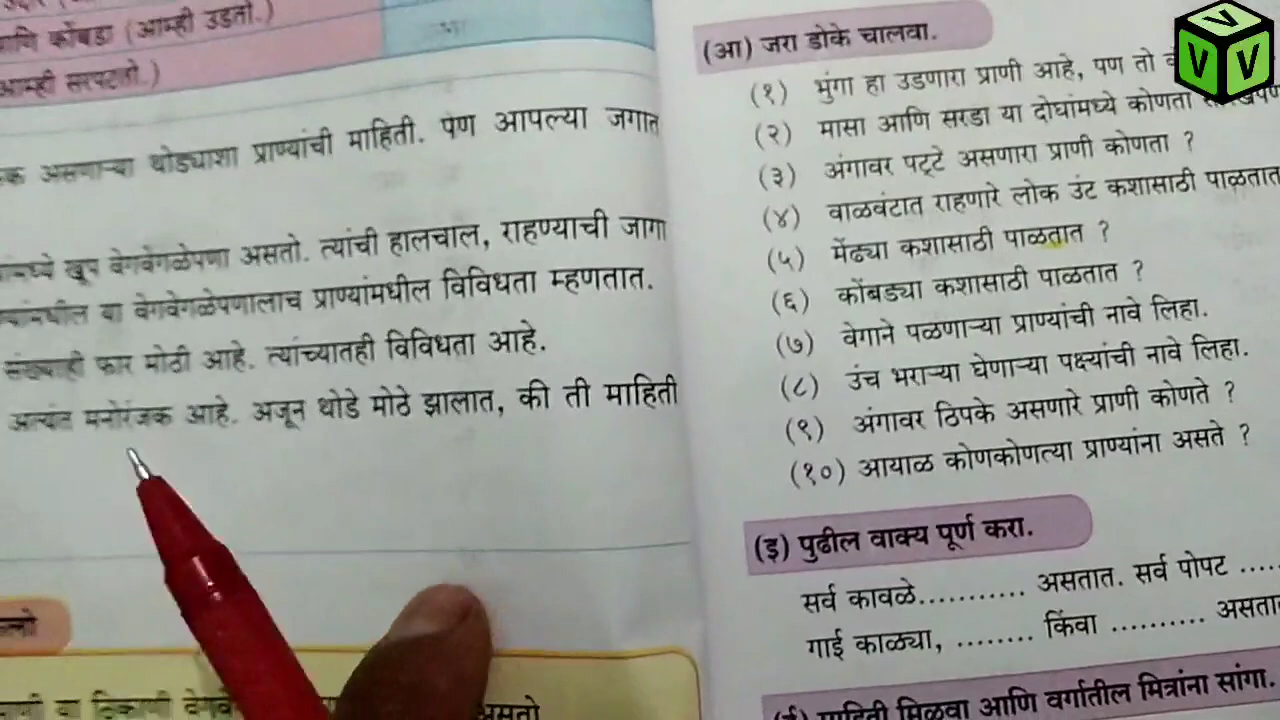 आणि कोंबडा (आम्ही उडतो.)
आम्ही सरपटतो.)
असणाऱ्या थोड्याशा प्राण्यांची माहिती. पण आपल्या जगात
खूप वेगवेगळेपणा असतो. त्यांची हालचाल, राहण्याची जागा
या वेगवेगळेपणालाच प्राण्यांमधील विविधता म्हणतात.
संख्याही फार मोठी आहे. त्यांच्यातही विविधता आहे.
अत्यंत मनोरंजक आहे. अजून थोडे मोठे झालात, की ती माहिती
या ठिकाणी असतो
(आ) जरा डोके चालवा.
(१) भुंगा हा उडणारा प्राणी आहे, पण तो
(२) मासा आणि सरडा या दोघांमध्ये कोणता
(३) अंगावर पट्टे असणारा प्राणी कोणता ?
(४) वाळवंटात राहणारे लोक उंट कशासाठी पाळतात
(५) मेंढ्या कशासाठी पाळतात ?
(६) कोंबड्या कशासाठी पाळतात ?
(७) वेगाने पळणाऱ्या प्राण्यांची नावे लिहा.
(८) उंच भराऱ्या घेणाऱ्या पक्ष्यांची नावे लिहा.
(९) अंगावर ठिपके असणारे प्राणी कोणते ?
(१०) आयाळ कोणकोणत्या प्राण्यांना असते ?
(इ) पुढील वाक्य पूर्ण करा.
सर्व कावळे........... असतात. सर्व पोपट .....
गाई काळ्या, ........ किंवा .......... असतात
माहिती मिळवा आणि वर्गातील मित्रांना सांगा.
V V V